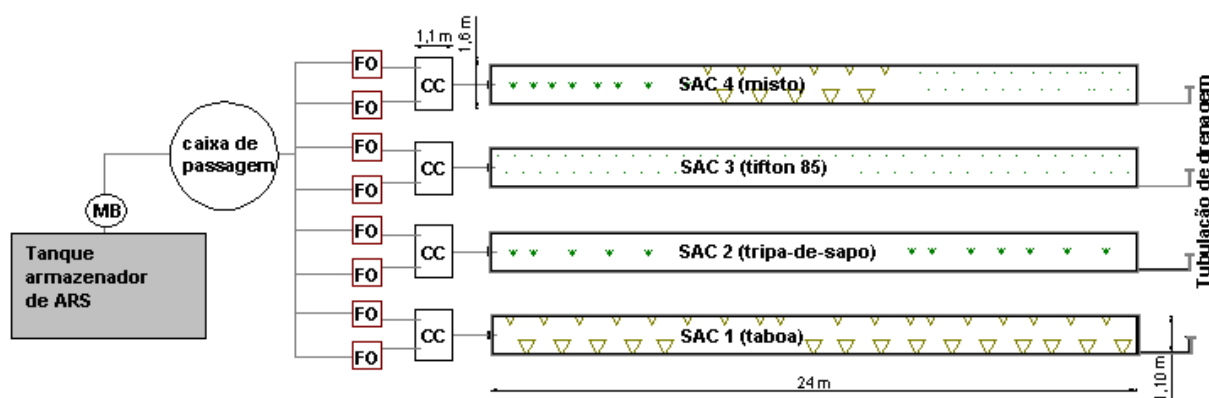 1,1 m
1,6 m
FO
CC
SAC 4 (misto)
FO
caixa de
passagem
FO
CC
SAC 3 (tifton 85)
FO
MB
Tanque
armazenador
de ARS
FO
CC
SAC 2 (tripa-de-sapo)
FO
FO
CC
SAC 1 (taboa)
FO
24 m
1,10 m
Tubulação de drenagem